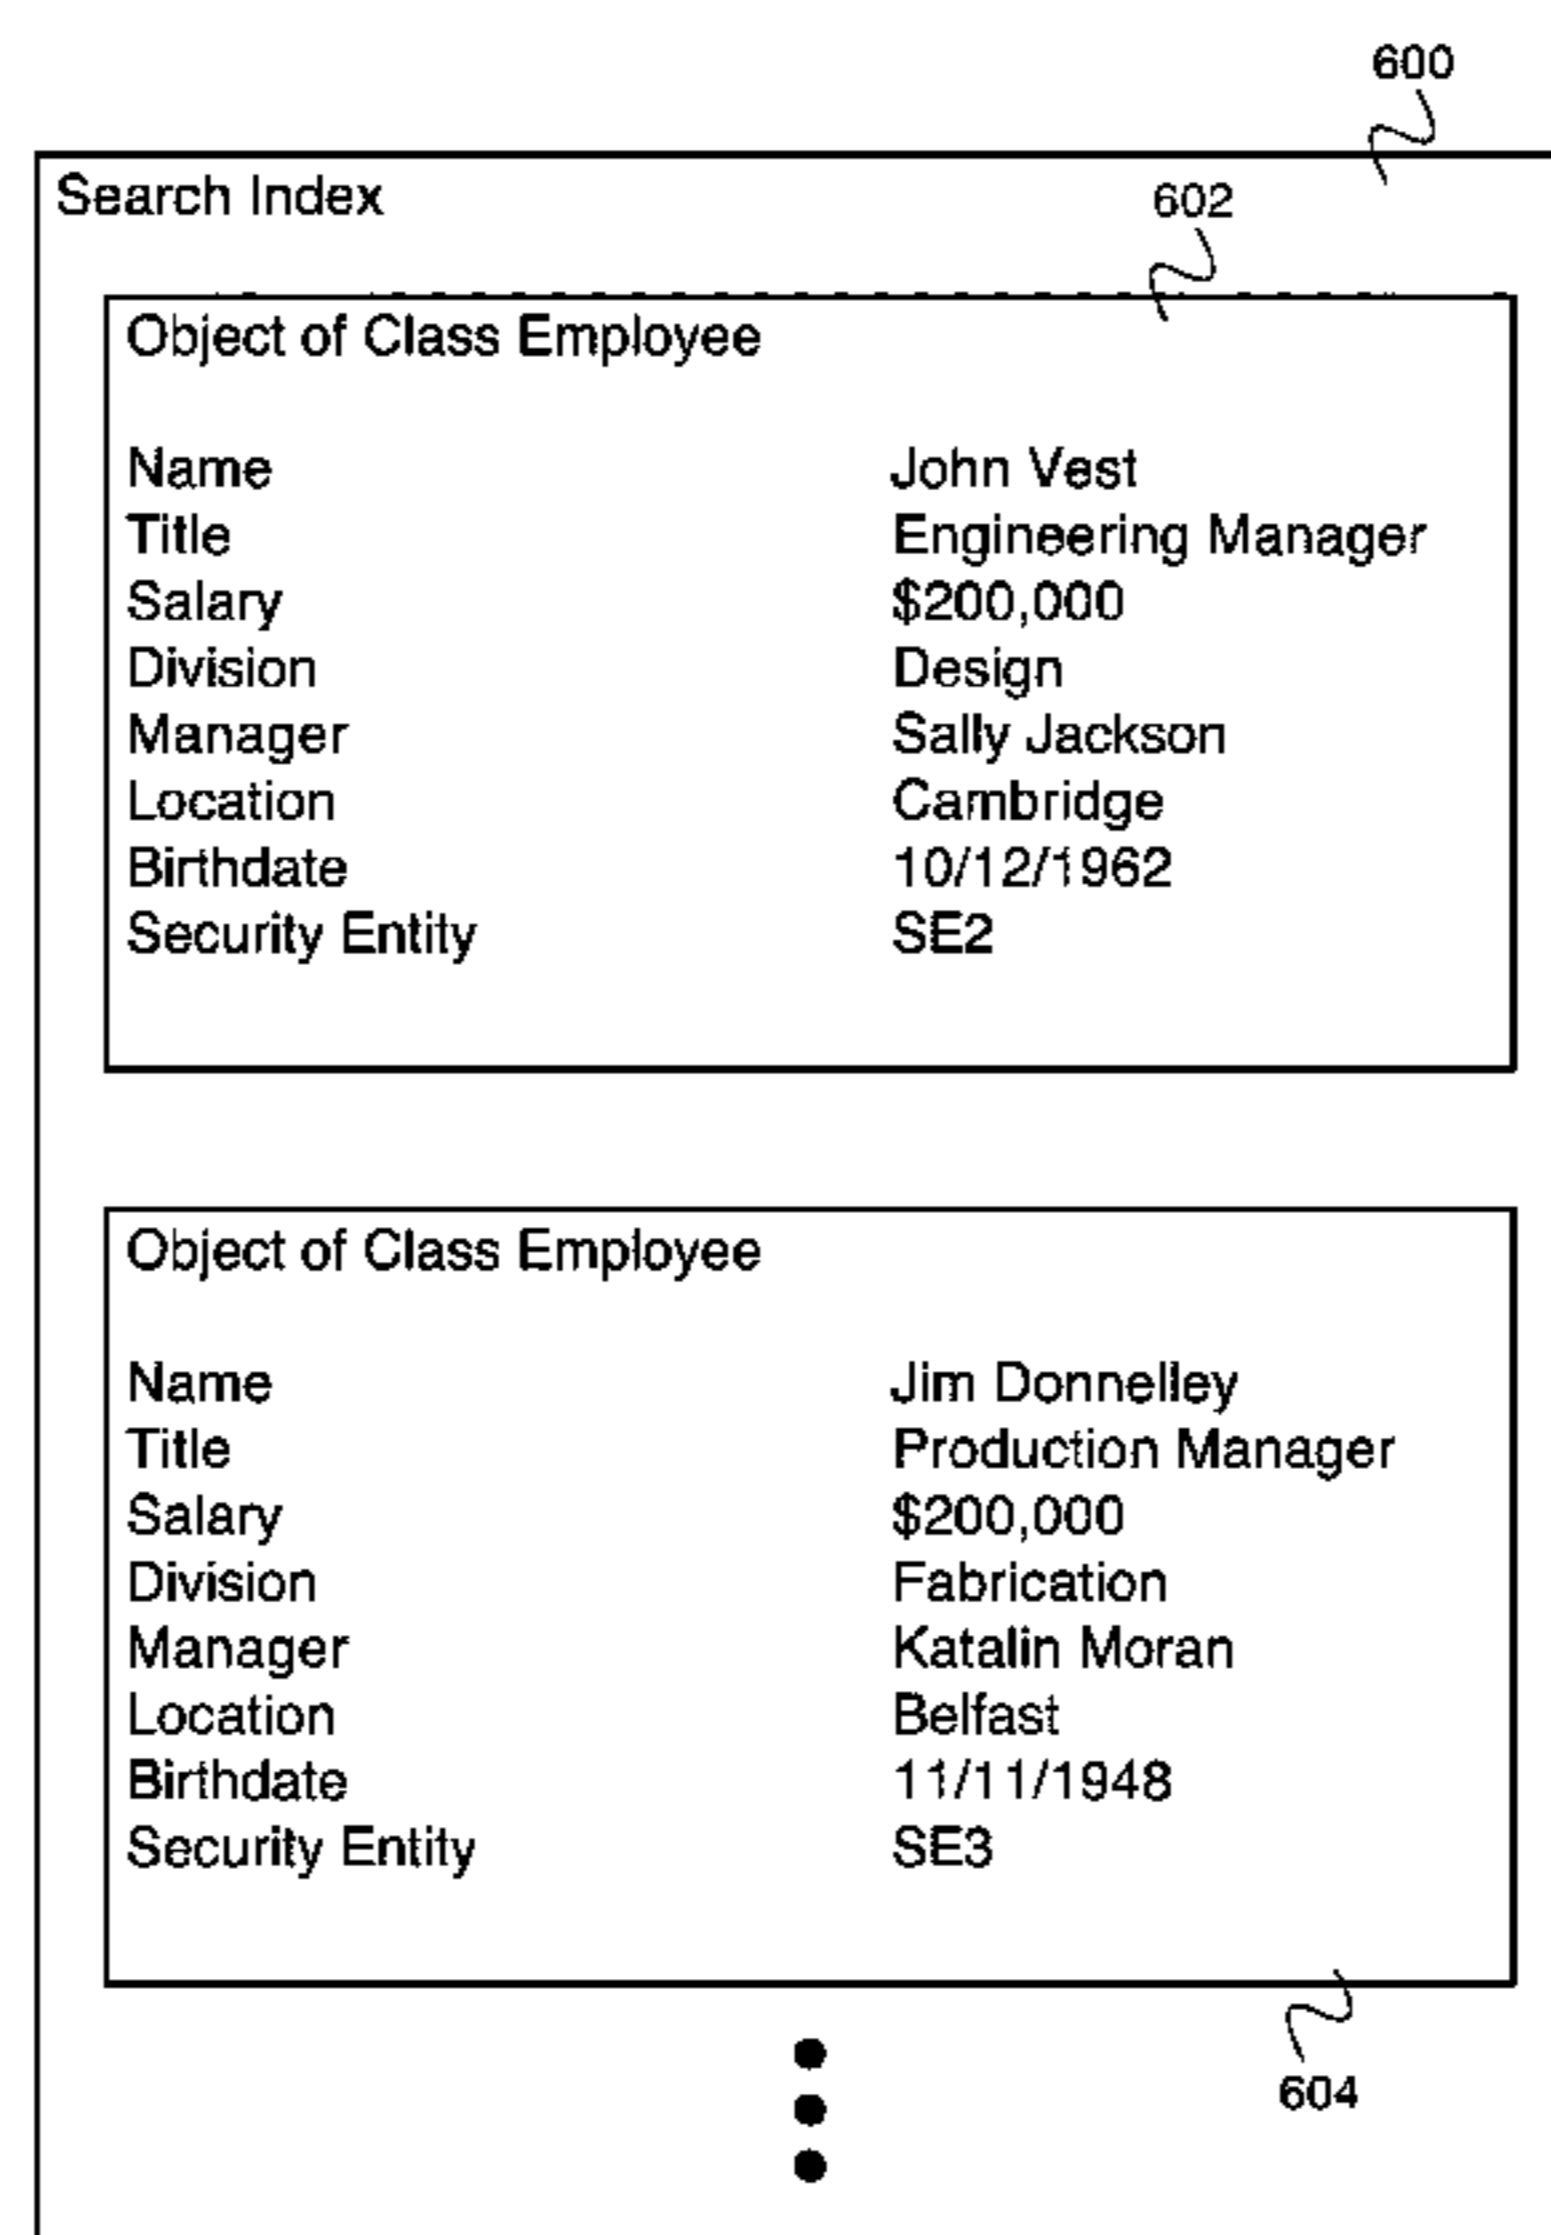 600
Search Index
602
Object of Class Employee
Name John Vest
Title Engineering Manager
Salary $200,000
Division Design
Manager Sally Jackson
Location Cambridge
Birthdate 10/12/1962
Security Entity SE2
Object of Class Employee
Name Jim Donnelley
Title Production Manager
Salary $200,000
Division Fabrication
Manager Katalin Moran
Location Belfast
Birthdate 11/11/1948
Security Entity SE3
604